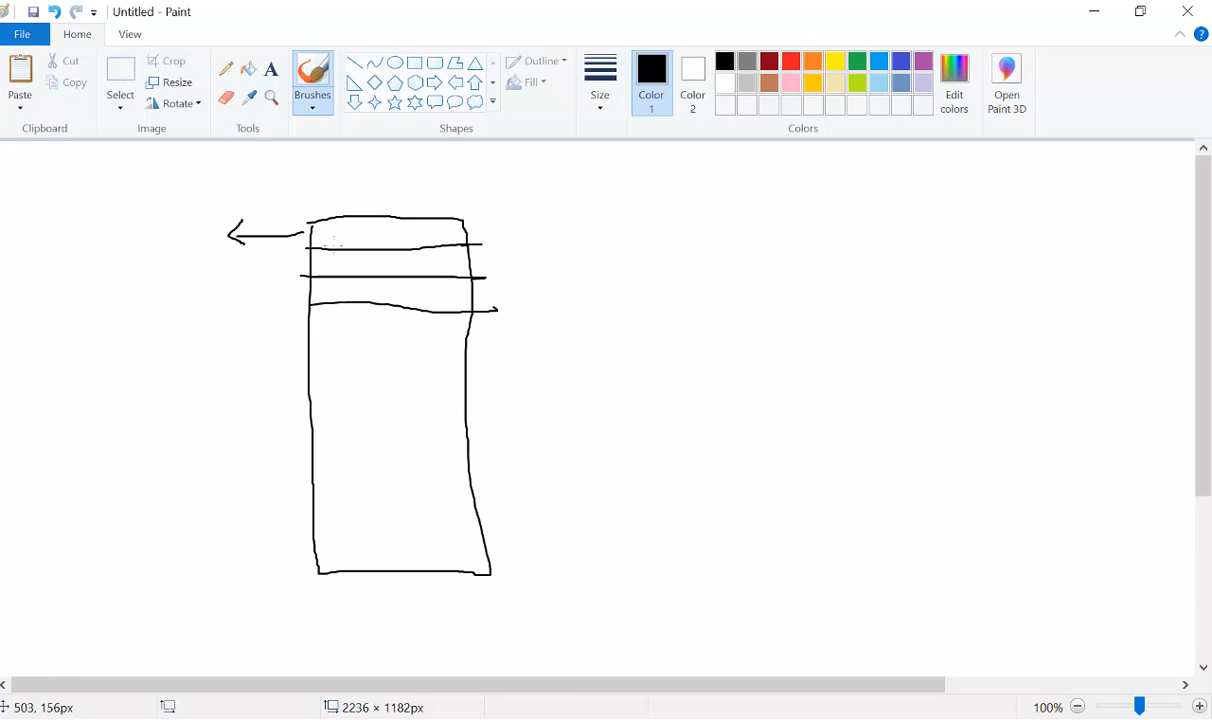 Untitled - Paint
File Home View
Paste
Cut
Copy
Clipboard
Select
Crop
Resize
Rotate
Image
A
Tools
Brushes
Shapes
Outline
Fill
Size
Color 1
Color 2
Colors
Edit colors
Open Paint 3D
?
503, 156px
2236 × 1182px
100%